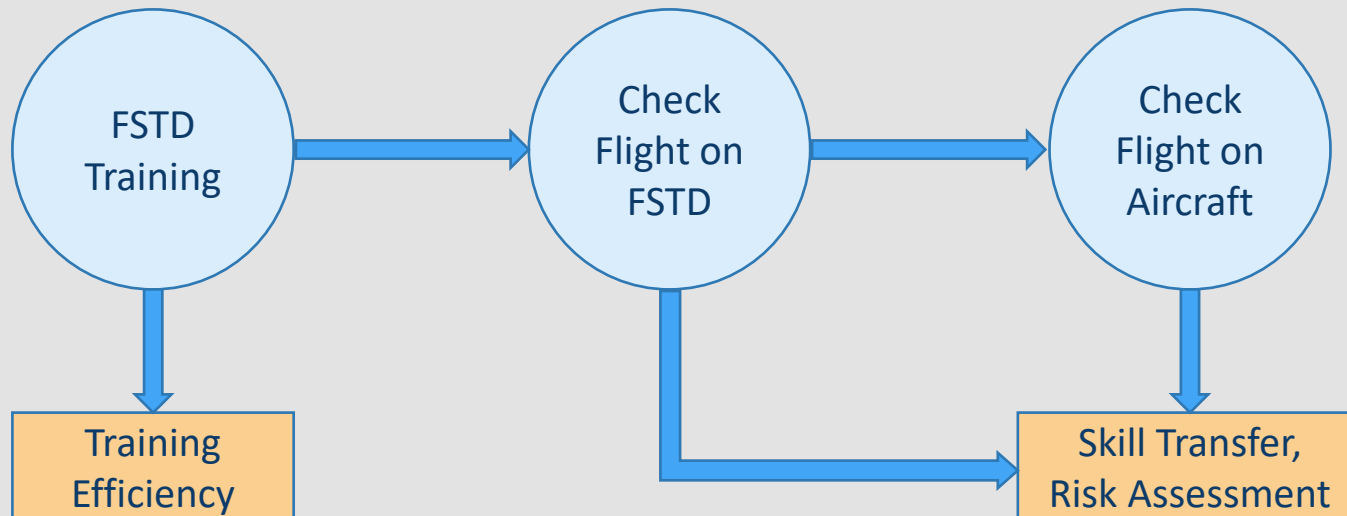 FSTD
Training
Check
Flight on
FSTD
Check
Flight on
Aircraft
Training
Efficiency
Skill Transfer,
Risk Assessment